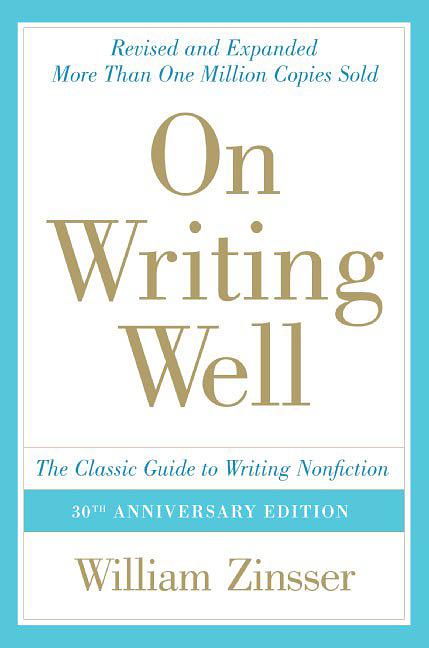 Revised and Expanded
More Than One Million Copies Sold
On
Writing
Well
The Classic Guide to Writing Nonfiction
30TH ANNIVERSARY EDITION
William Zinsser